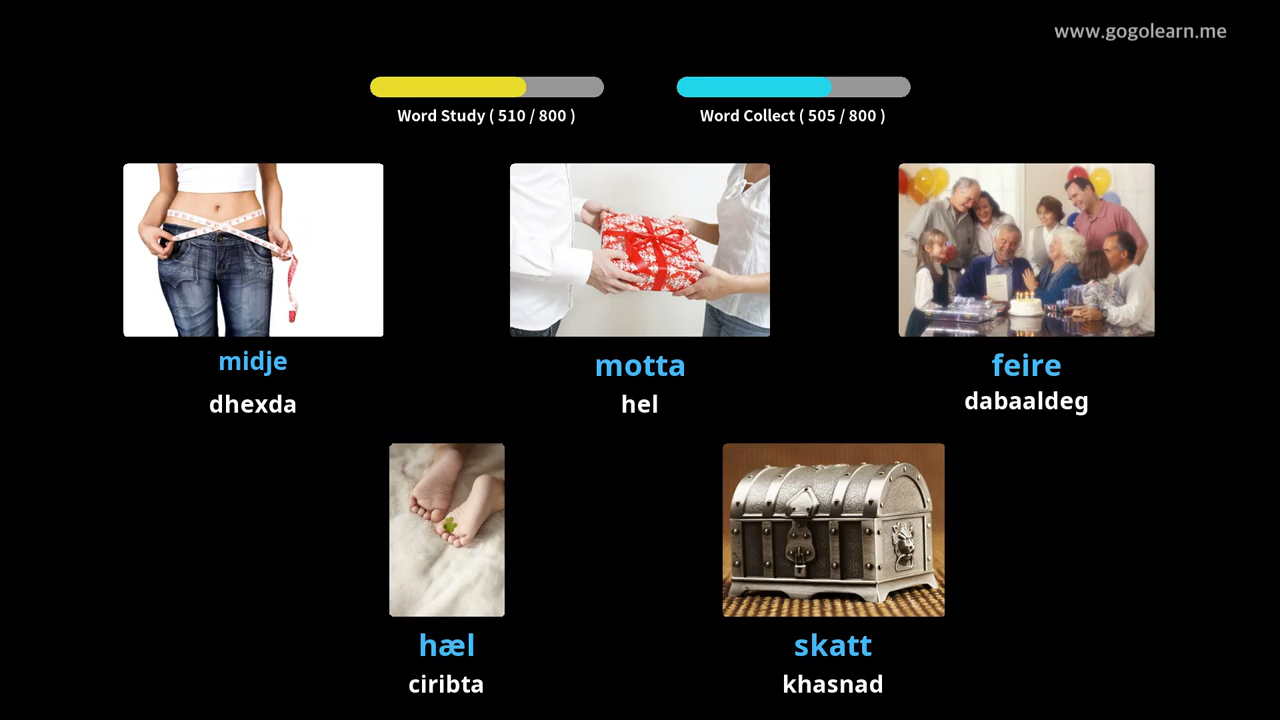 www.gogolearn.me
Word Study ( 510 / 800 )
Word Collect ( 505 / 800 )
midje
dhexda
motta
hel
feire
dabaaldeg
hæl
ciribta
skatt
khasnad